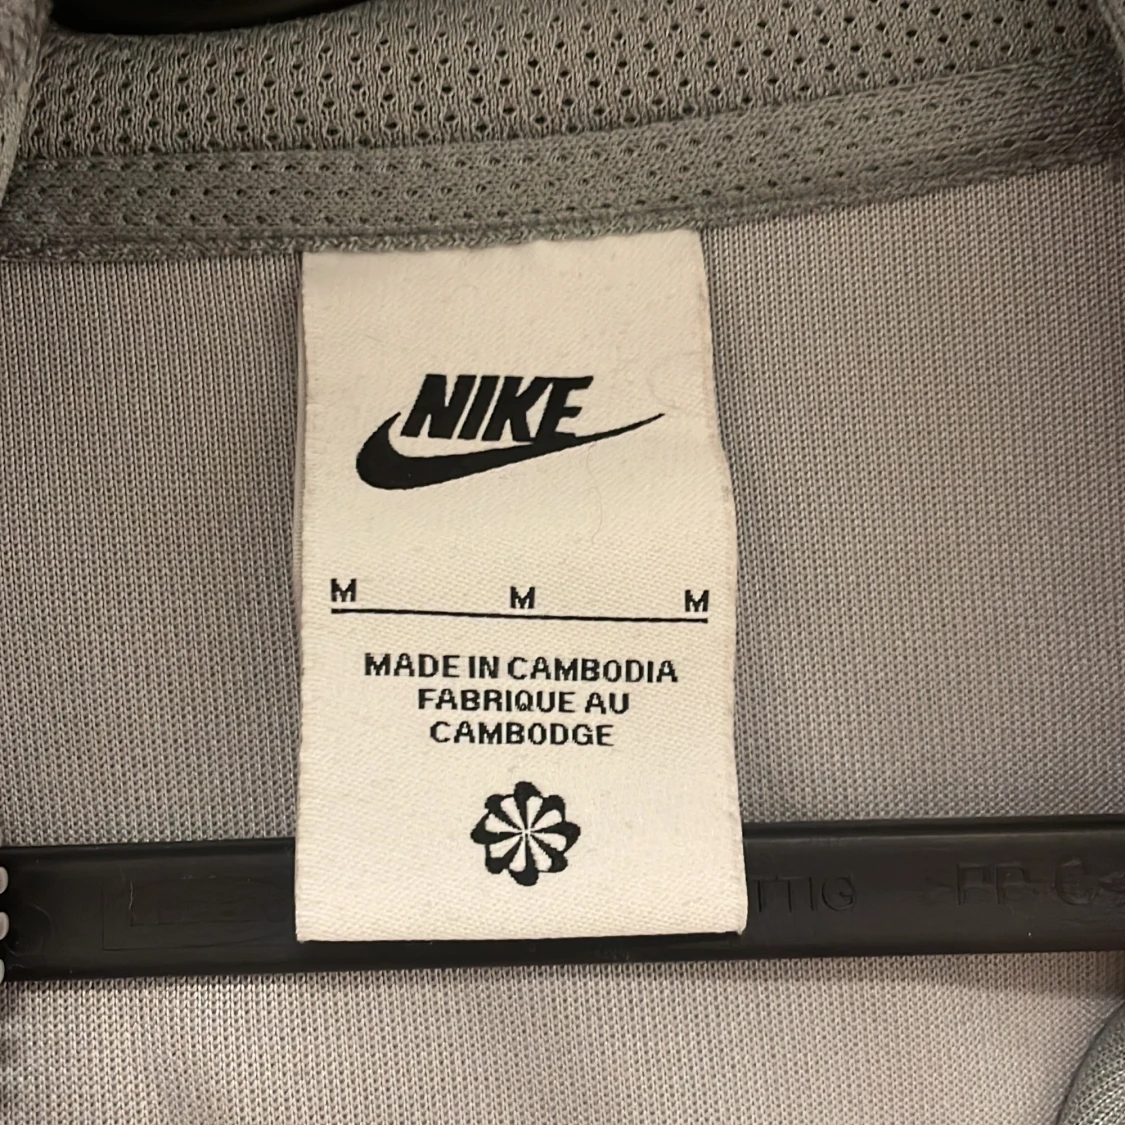 NIKE
M M M
MADE IN CAMBODIA
FABRIQUE AU
CAMBODGE